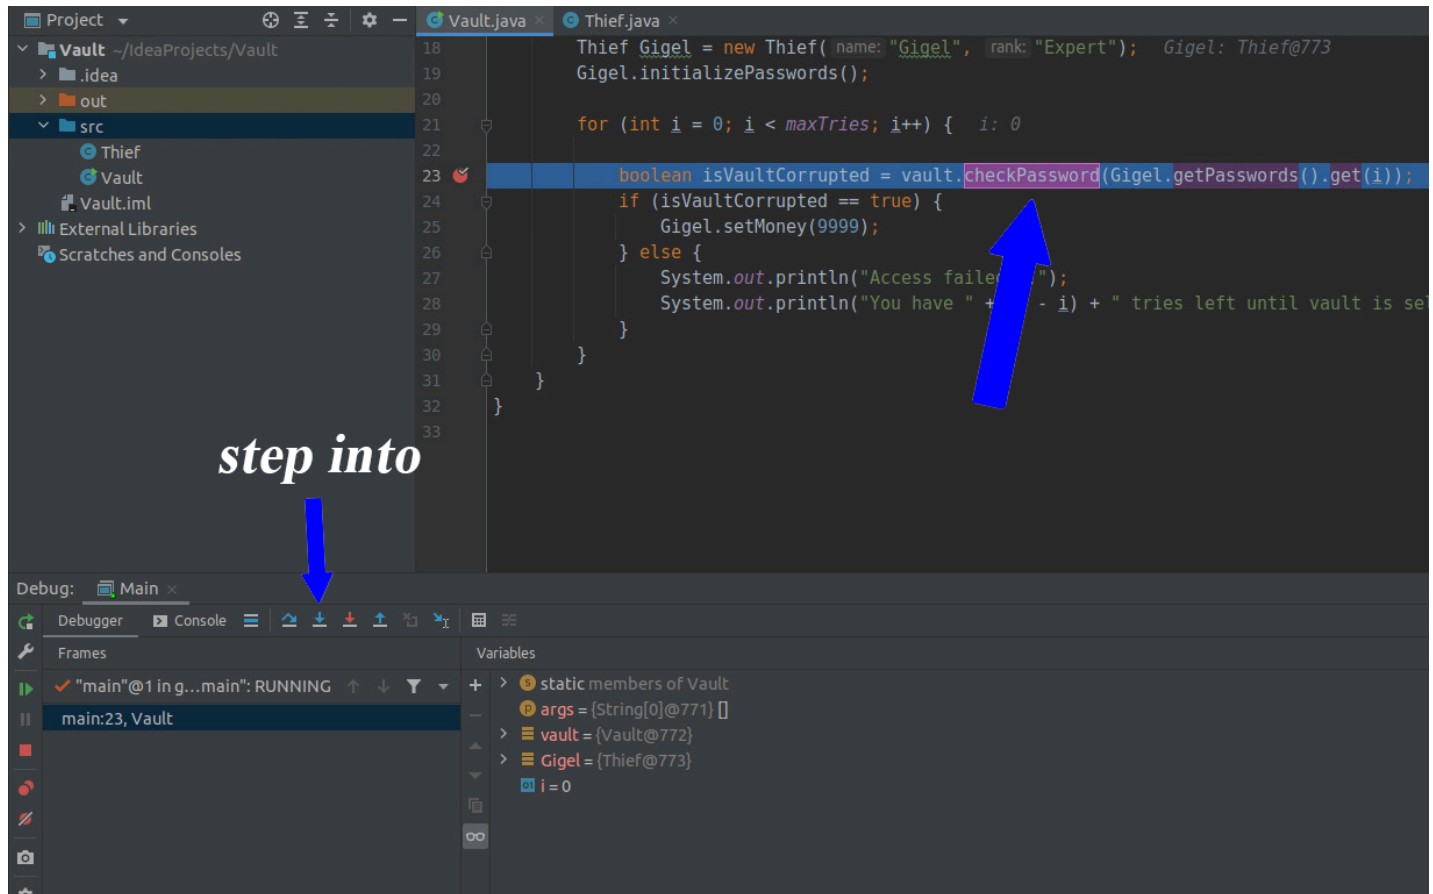 Project
Vault.java
Thief.java
Vault ~/IdeaProjects/Vault
.idea
out
src
Thief
Vault
Vault.iml
External Libraries
Scratches and Consoles
18 Thief Gigel = new Thief( name: "Gigel", rank: "Expert"); Gigel: Thief@773
19 Gigel.initializePasswords();
20
21 for (int i = 0; i < maxTries; i++) { i: 0
22
23 boolean isVaultCorrupted = vault.checkPassword(Gigel.getPasswords().get(i));
24 if (isVaultCorrupted == true) {
25 Gigel.setMoney(9999);
26 } else {
27 System.out.println("Access faile ");
28 System.out.println("You have " + - i) + " tries left until vault is sel
29 }
30 }
31 }
32 }
33
step into
Debug: Main
Debugger Console
Frames
Variables
"main"@1 in g...main": RUNNING
main:23, Vault
static members of Vault
args = {String[0]@771} []
vault = {Vault@772}
Gigel = {Thief@773}
i = 0